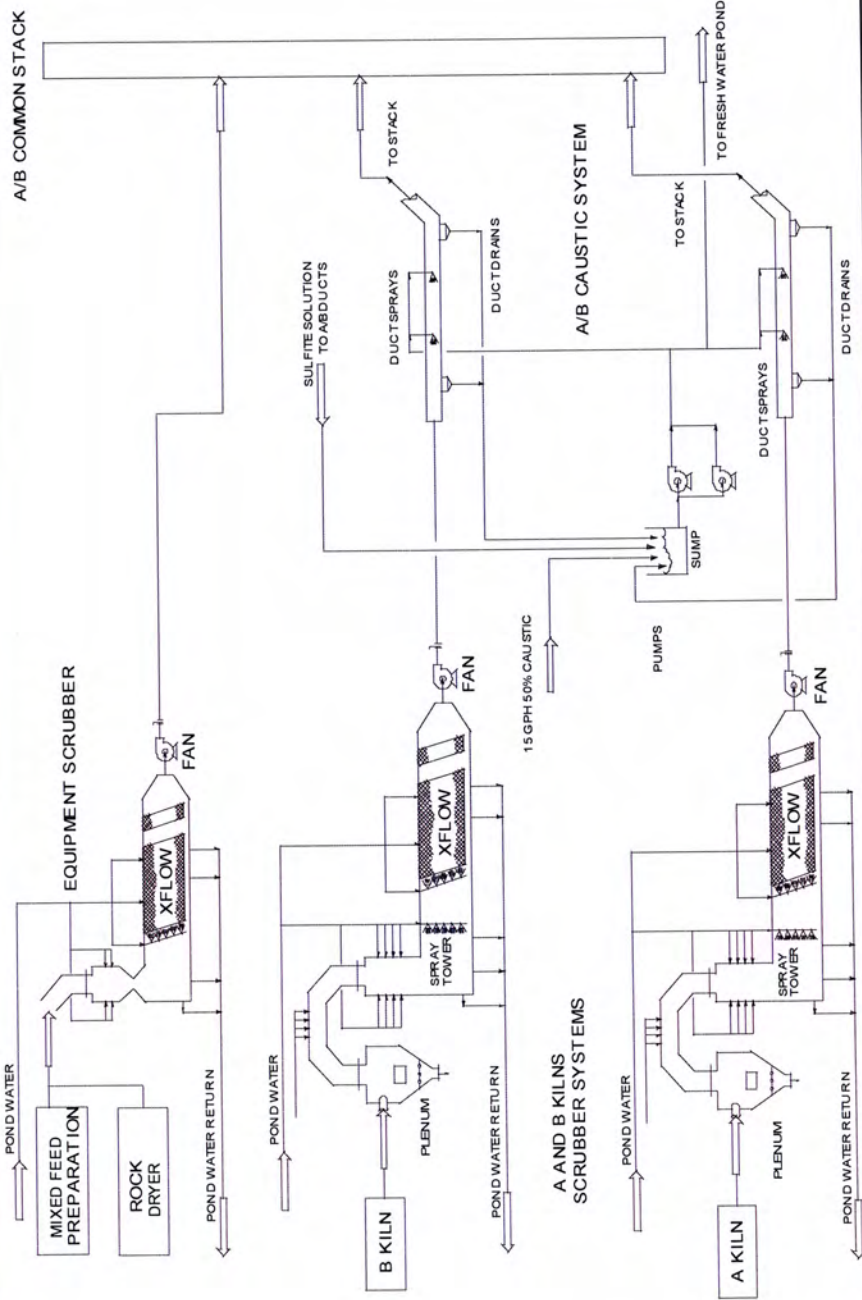 A/B COMMON STACK
EQUIPMENT SCRUBBER
POND WATER
MIXED FEED
PREPARATION
ROCK
DRYER
XFLOW
FAN
POND WATER RETURN
SULFITE SOLUTION
TO A/B DUCTS
TO STACK
DUCT SPRAYS
DUCT DRAINS
POND WATER
B KILN
PLENUM
SPRAY
TOWER
XFLOW
FAN
POND WATER RETURN
A/B CAUSTIC SYSTEM
15 GPH 50% CAUSTIC
SUMP
PUMPS
TO STACK
TO FRESH WATER POND
DUCT SPRAYS
DUCT DRAINS
A AND B KILNS
SCRUBBER SYSTEMS
POND WATER
A KILN
PLENUM
SPRAY
TOWER
XFLOW
FAN
POND WATER RETURN